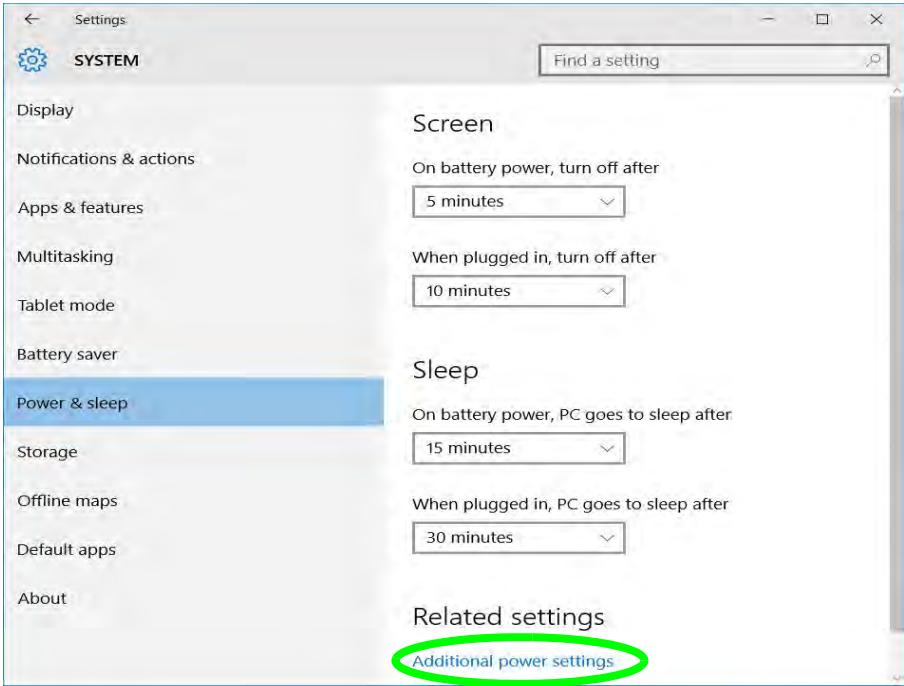 Settings
SYSTEM
Find a setting
Display
Notifications & actions
Apps & features
Multitasking
Tablet mode
Battery saver
Power & sleep
Storage
Offline maps
Default apps
About
Screen
On battery power, turn off after
5 minutes
When plugged in, turn off after
10 minutes
Sleep
On battery power, PC goes to sleep after
15 minutes
When plugged in, PC goes to sleep after
30 minutes
Related settings
Additional power settings